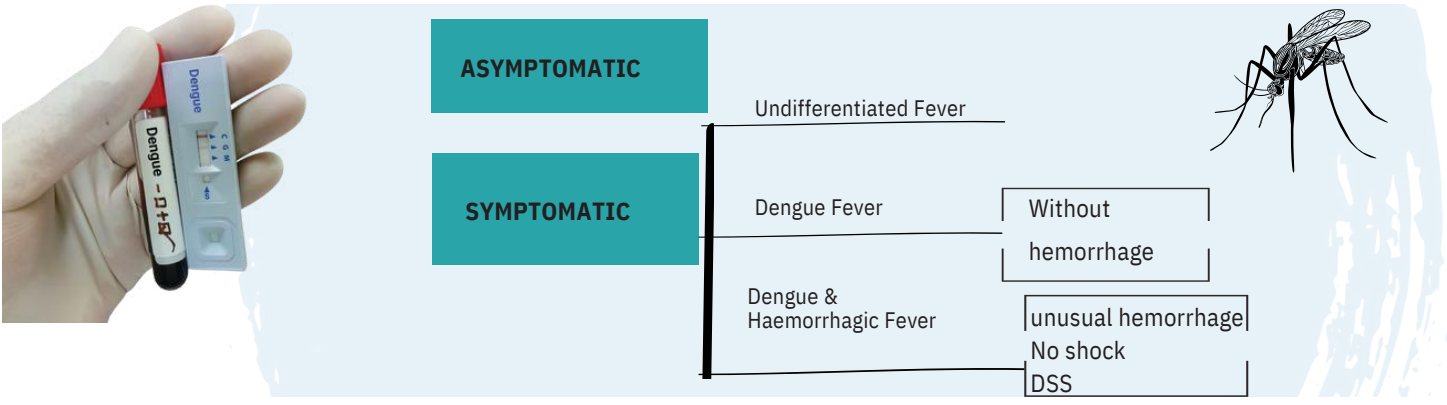 ASYMPTOMATIC
Undifferentiated Fever
SYMPTOMATIC
Dengue Fever
Without
hemorrhage
Dengue &
Haemorrhagic Fever
unusual hemorrhage
No shock
DSS
Dengue
C G M
S
Dengue - +